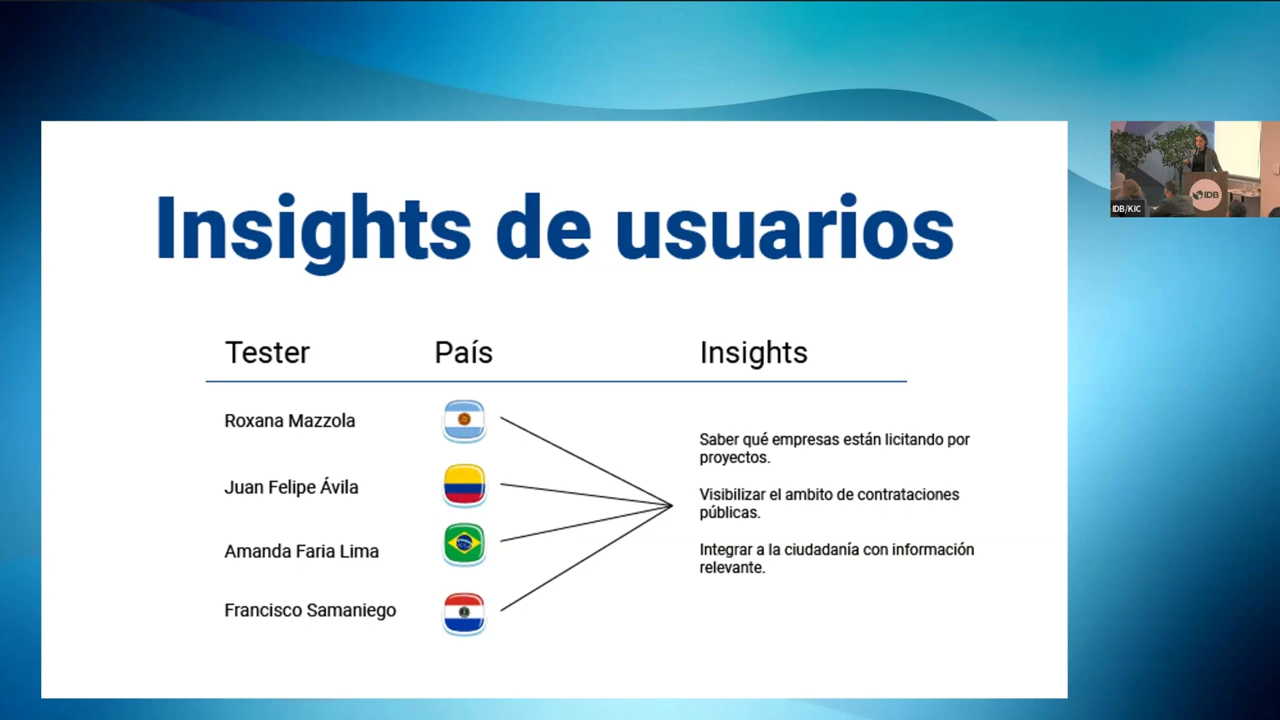 Insights de usuarios
Tester País Insights
Roxana Mazzola
Juan Felipe Ávila
Amanda Faria Lima
Francisco Samaniego
Saber qué empresas están licitando por
proyectos.
Visibilizar el ambito de contrataciones
públicas.
Integrar a la ciudadanía con información
relevante.
IDB
IDB/KIC